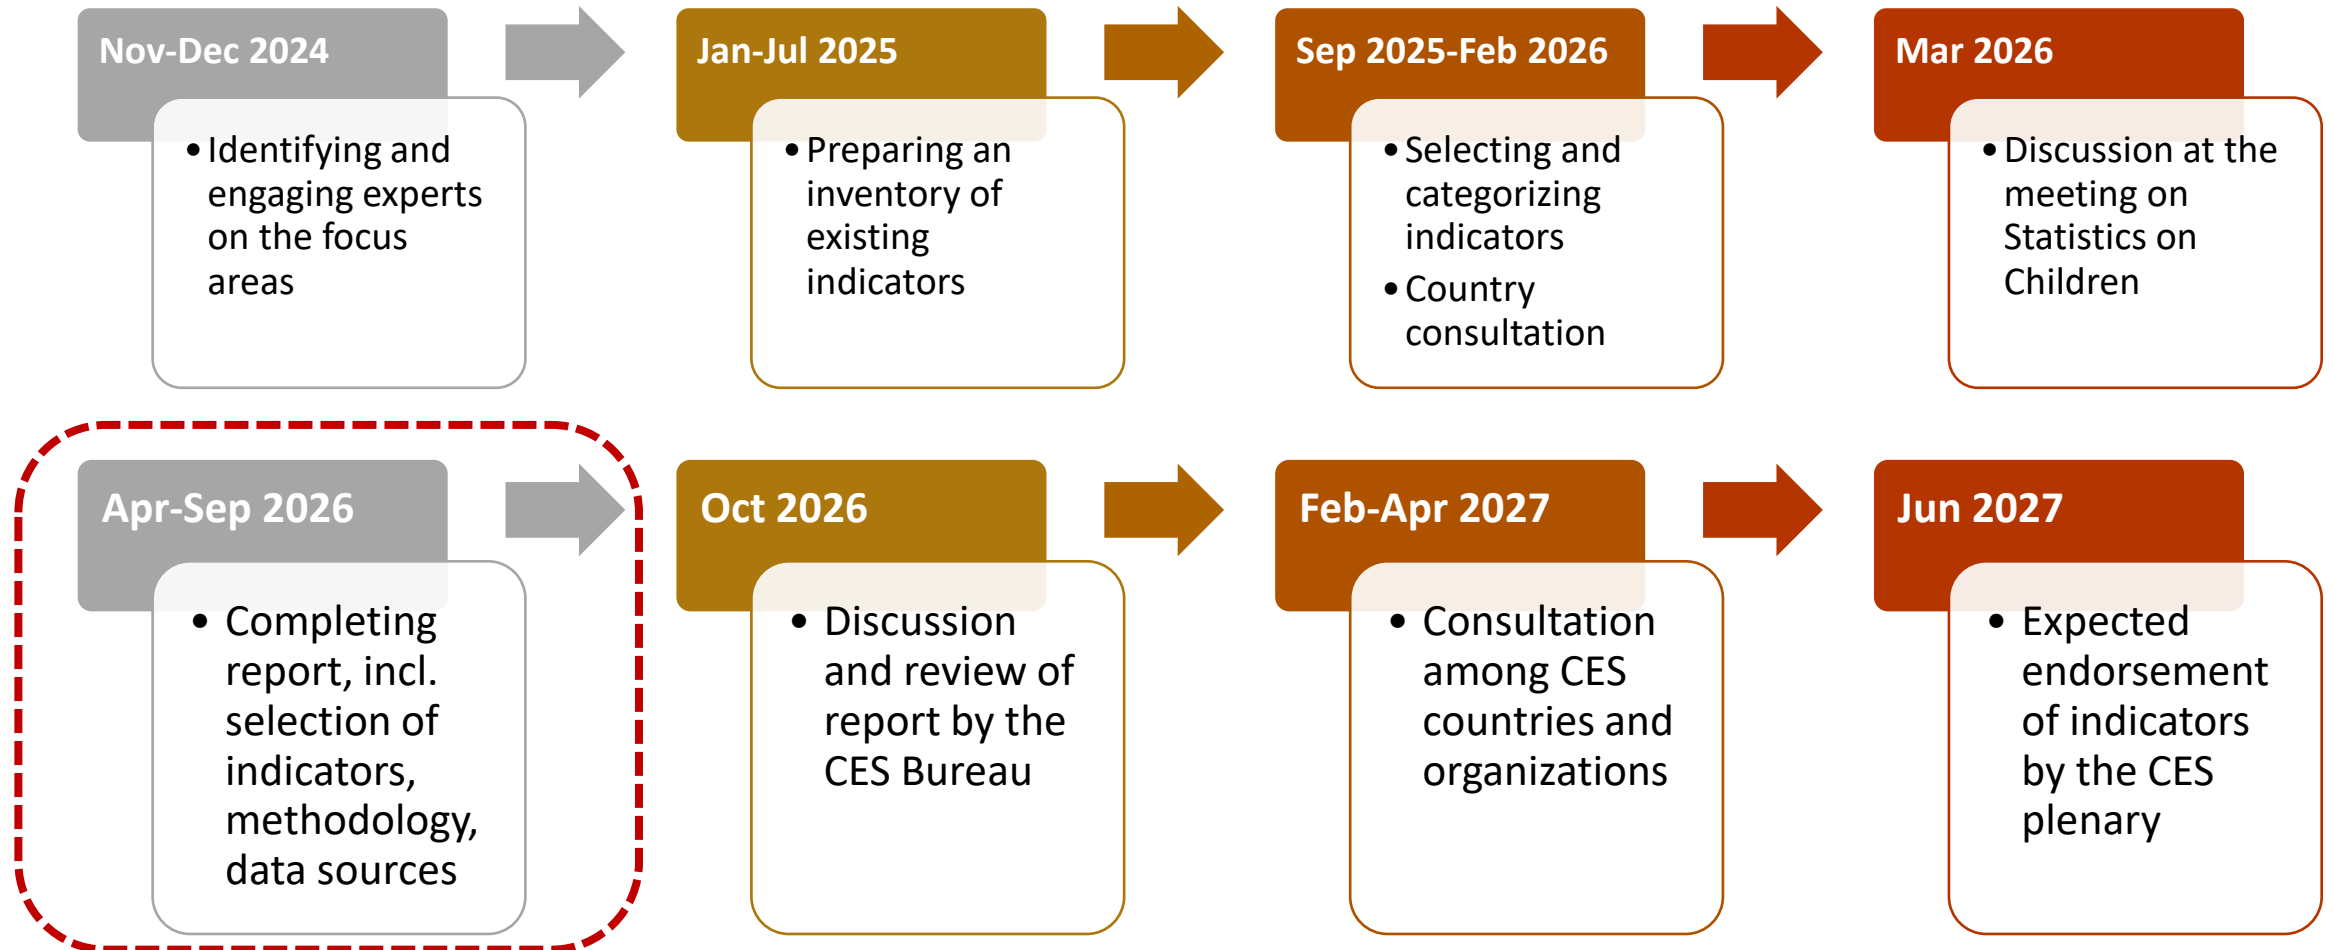 Nov-Dec 2024
• Identifying and
engaging experts
on the focus
areas
Jan-Jul 2025
• Preparing an
inventory of
existing
indicators
Sep 2025-Feb 2026
• Selecting and
categorizing
indicators
• Country
consultation
Mar 2026
• Discussion at the
meeting on
Statistics on
Children
Apr-Sep 2026
• Completing
report, incl.
selection of
indicators,
methodology,
data sources
Oct 2026
• Discussion
and review of
report by the
CES Bureau
Feb-Apr 2027
• Consultation
among CES
countries and
organizations
Jun 2027
• Expected
endorsement
of indicators
by the CES
plenary